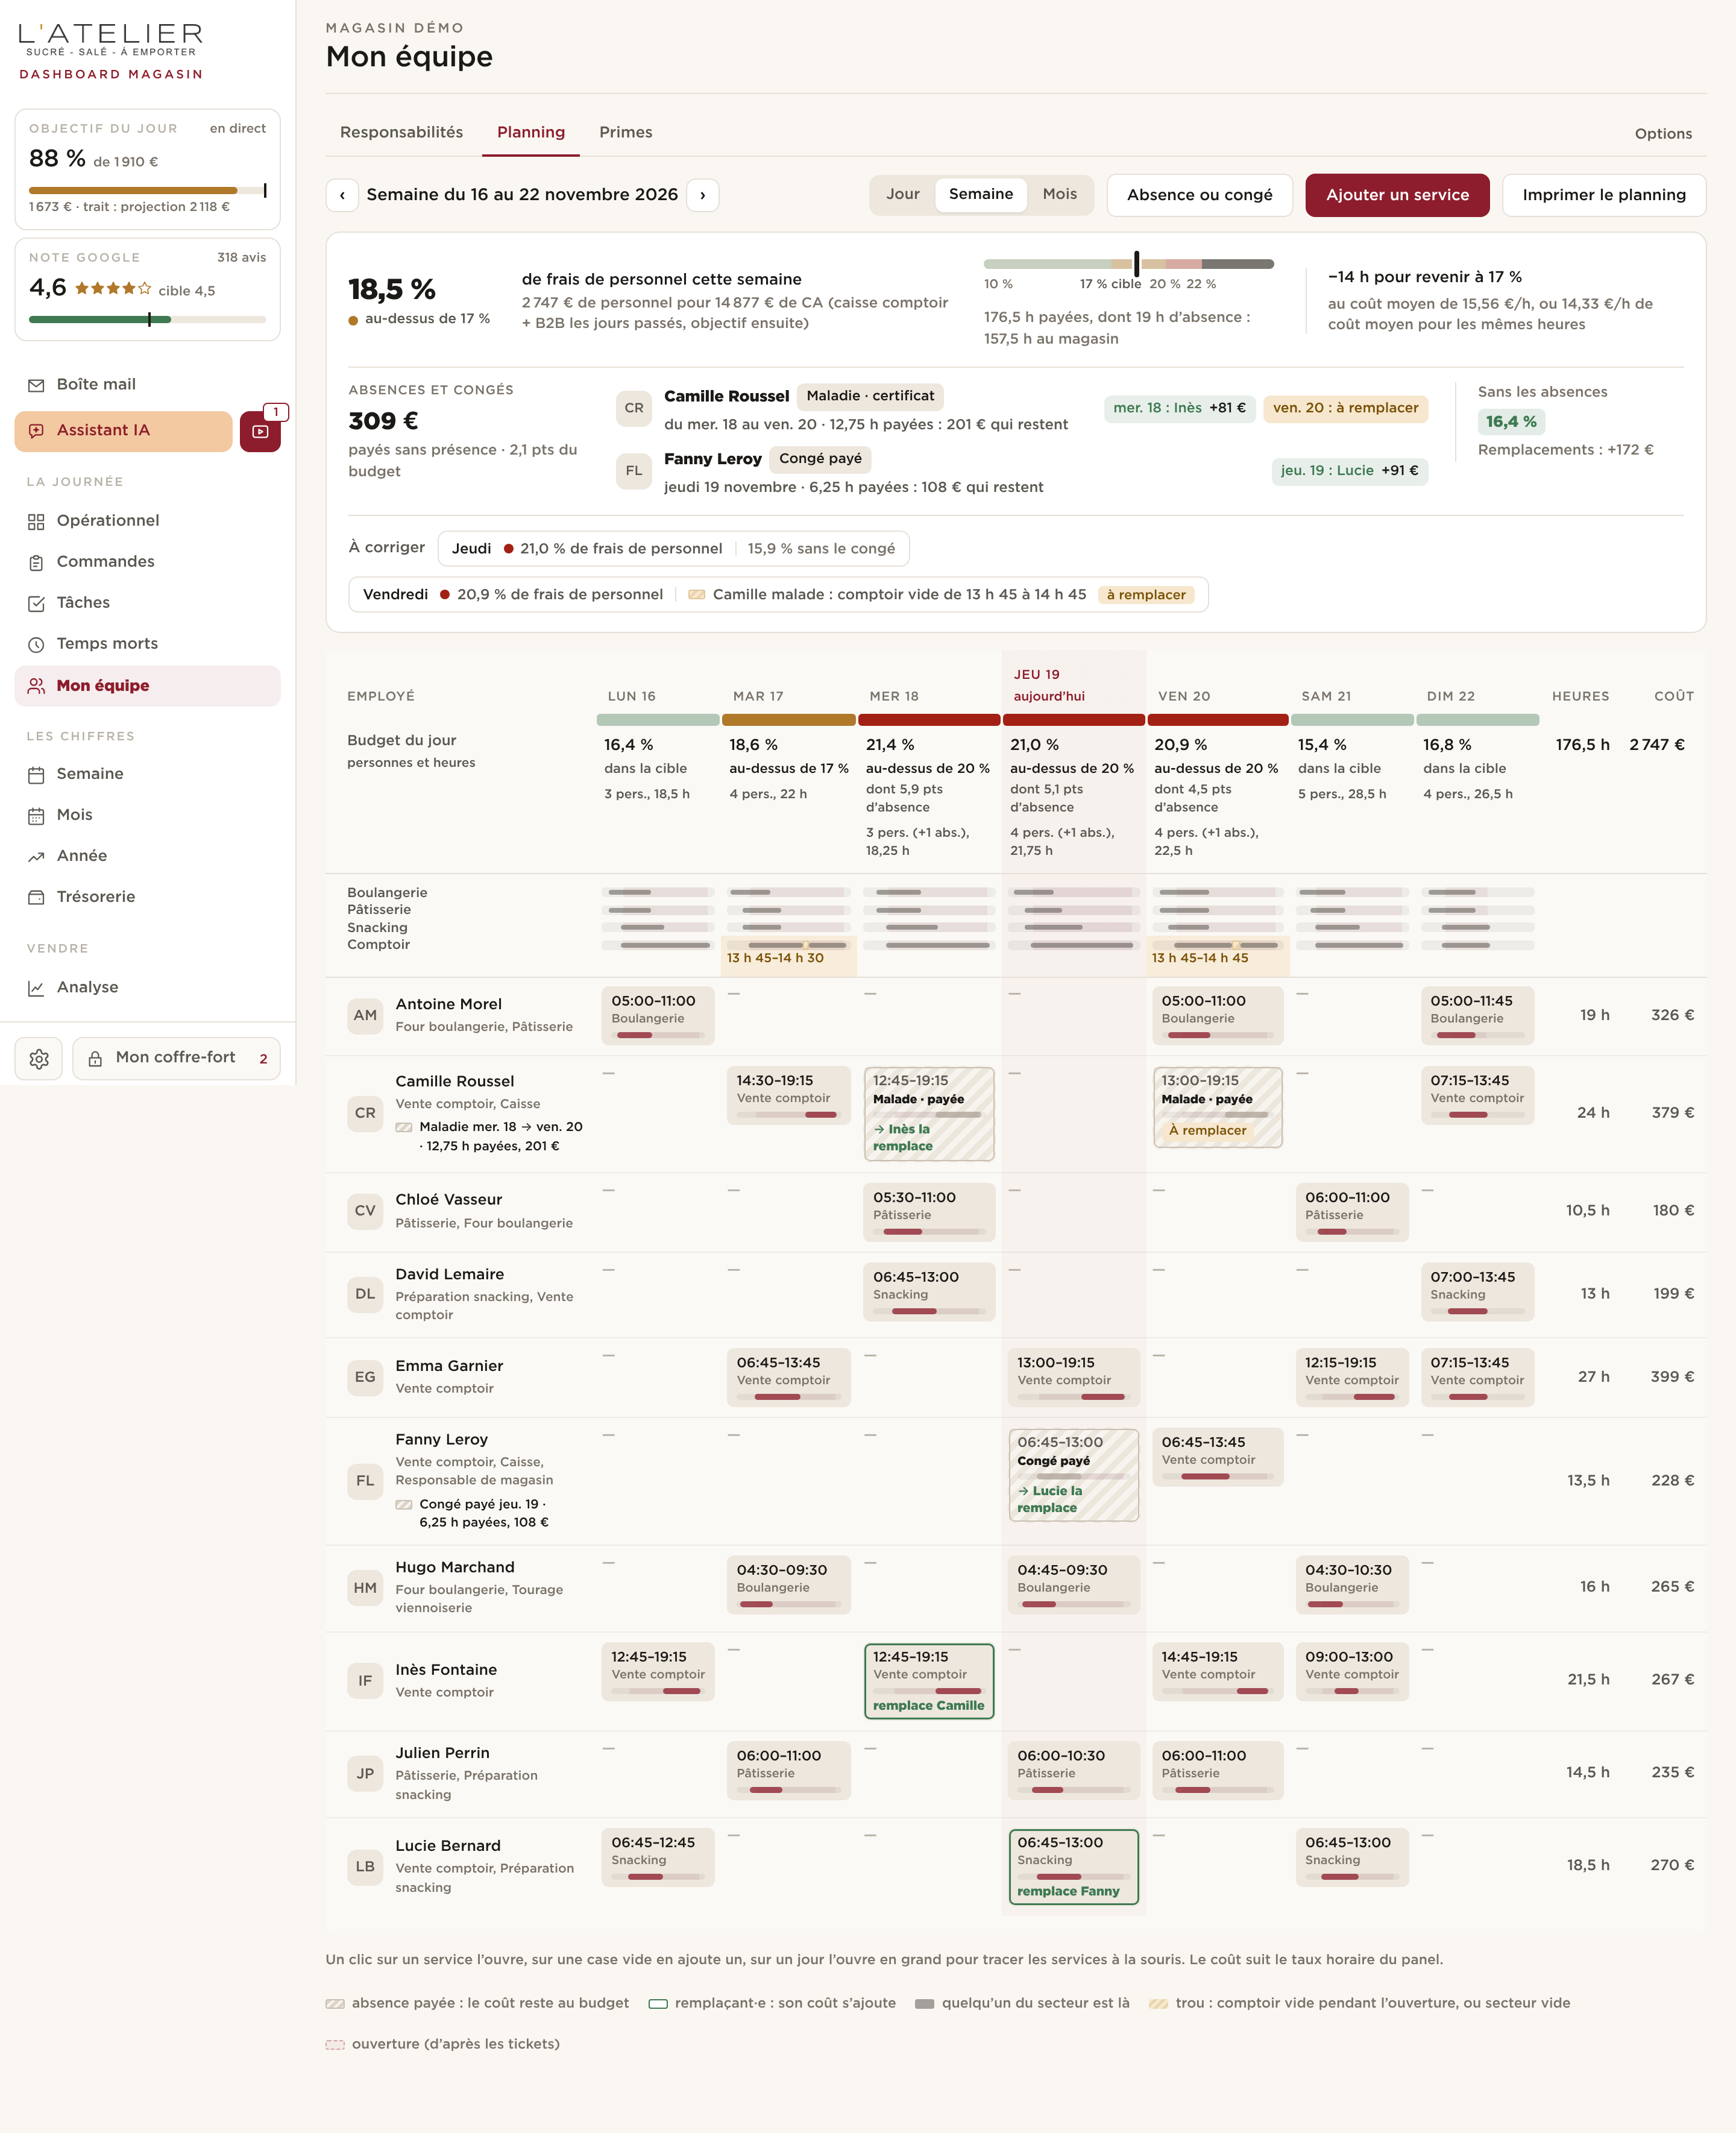 L'ATELIER
SUCRÉ - SALÉ - À EMPORTER
DASHBOARD MAGASIN
OBJECTIF DU JOUR en direct
88 % de 1 910 €
1 673 € · trait : projection 2 118 €
NOTE GOOGLE 318 avis
4,6 ★★★★☆ cible 4,5
Boîte mail
Assistant IA 1
LA JOURNÉE
Opérationnel
Commandes
Tâches
Temps morts
Mon équipe
LES CHIFFRES
Semaine
Mois
Année
Trésorerie
VENDRE
Analyse
Mon coffre-fort 2
MAGASIN DÉMO
Mon équipe
Responsabilités Planning Primes Options
‹ Semaine du 16 au 22 novembre 2026 › Jour Semaine Mois Absence ou congé Ajouter un service Imprimer le planning
18,5 %
au-dessus de 17 %
de frais de personnel cette semaine
2 747 € de personnel pour 14 877 € de CA (caisse comptoir
+ B2B les jours passés, objectif ensuite)
10 % 17 % cible 20 % 22 %
176,5 h payées, dont 19 h d’absence :
157,5 h au magasin
−14 h pour revenir à 17 %
au coût moyen de 15,56 €/h, ou 14,33 €/h de
coût moyen pour les mêmes heures
ABSENCES ET CONGÉS
309 €
payés sans présence · 2,1 pts du
budget
CR Camille Roussel Maladie · certificat
du mer. 18 au ven. 20 · 12,75 h payées : 201 € qui restent
mer. 18 : Inès +81 € ven. 20 : à remplacer
FL Fanny Leroy Congé payé
jeudi 19 novembre · 6,25 h payées : 108 € qui restent
jeu. 19 : Lucie +91 €
Sans les absences
16,4 %
Remplacements : +172 €
À corriger Jeudi 21,0 % de frais de personnel 15,9 % sans le congé
Vendredi 20,9 % de frais de personnel Camille malade : comptoir vide de 13 h 45 à 14 h 45 à remplacer
EMPLOYÉ LUN 16 MAR 17 MER 18 JEU 19 aujourd’hui VEN 20 SAM 21 DIM 22 HEURES COÛT
Budget du jour
personnes et heures
16,4 %
dans la cible
3 pers., 18,5 h
18,6 %
au-dessus de 17 %
4 pers., 22 h
21,4 %
au-dessus de 20 %
dont 5,9 pts
d’absence
3 pers. (+1 abs.),
18,25 h
21,0 %
au-dessus de 20 %
dont 5,1 pts
d’absence
4 pers. (+1 abs.),
21,75 h
20,9 %
au-dessus de 20 %
dont 4,5 pts
d’absence
4 pers. (+1 abs.),
22,5 h
15,4 %
dans la cible
5 pers., 28,5 h
16,8 %
dans la cible
4 pers., 26,5 h
176,5 h 2 747 €
Boulangerie
Pâtisserie
Snacking
Comptoir
13 h 45–14 h 30 13 h 45–14 h 45
AM Antoine Morel
Four boulangerie, Pâtisserie
05:00–11:00
Boulangerie
—
—
—
05:00–11:00
Boulangerie
—
05:00–11:45
Boulangerie
19 h 326 €
CR Camille Roussel
Vente comptoir, Caisse
Maladie mer. 18 → ven. 20
· 12,75 h payées, 201 €
—
14:30–19:15
Vente comptoir
12:45–19:15
Malade · payée
→ Inès la
remplace
—
13:00–19:15
Malade · payée
À remplacer
—
07:15–13:45
Vente comptoir
24 h 379 €
CV Chloé Vasseur
Pâtisserie, Four boulangerie
—
—
05:30–11:00
Pâtisserie
—
—
06:00–11:00
Pâtisserie
—
10,5 h 180 €
DL David Lemaire
Préparation snacking, Vente
comptoir
—
—
06:45–13:00
Snacking
—
—
—
07:00–13:45
Snacking
13 h 199 €
EG Emma Garnier
Vente comptoir
—
06:45–13:45
Vente comptoir
—
13:00–19:15
Vente comptoir
—
12:15–19:15
Vente comptoir
07:15–13:45
Vente comptoir
27 h 399 €
FL Fanny Leroy
Vente comptoir, Caisse,
Responsable de magasin
Congé payé jeu. 19 ·
6,25 h payées, 108 €
—
—
—
06:45–13:00
Congé payé
→ Lucie la
remplace
06:45–13:45
Vente comptoir
—
—
13,5 h 228 €
HM Hugo Marchand
Four boulangerie, Tourage
viennoiserie
—
04:30–09:30
Boulangerie
—
04:45–09:30
Boulangerie
—
04:30–10:30
Boulangerie
—
16 h 265 €
IF Inès Fontaine
Vente comptoir
12:45–19:15
Vente comptoir
—
12:45–19:15
Vente comptoir
remplace Camille
—
14:45–19:15
Vente comptoir
09:00–13:00
Vente comptoir
—
21,5 h 267 €
JP Julien Perrin
Pâtisserie, Préparation
snacking
—
06:00–11:00
Pâtisserie
—
06:00–10:30
Pâtisserie
06:00–11:00
Pâtisserie
—
—
14,5 h 235 €
LB Lucie Bernard
Vente comptoir, Préparation
snacking
06:45–12:45
Snacking
—
—
06:45–13:00
Snacking
remplace Fanny
—
06:45–13:00
Snacking
—
18,5 h 270 €
Un clic sur un service l’ouvre, sur une case vide en ajoute un, sur un jour l’ouvre en grand pour tracer les services à la souris. Le coût suit le taux horaire du panel.
absence payée : le coût reste au budget remplaçant·e : son coût s’ajoute quelqu’un du secteur est là trou : comptoir vide pendant l’ouverture, ou secteur vide
ouverture (d’après les tickets)